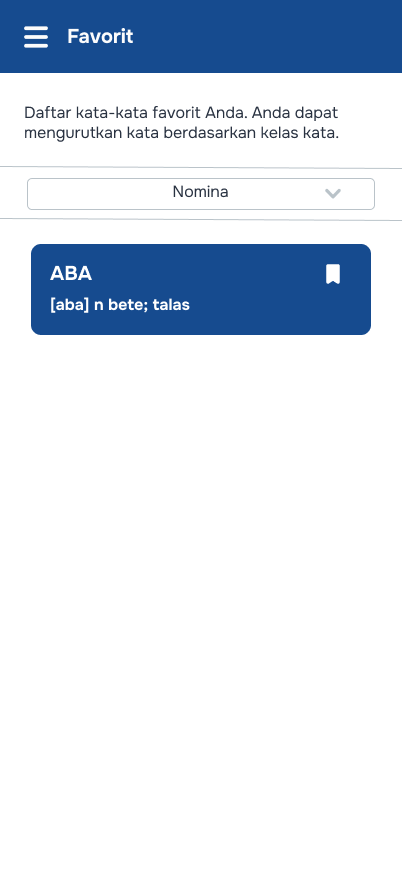 Favorit
Daftar kata-kata favorit Anda. Anda dapat
mengurutkan kata berdasarkan kelas kata.
Nomina
ABA
[aba] n bete; talas